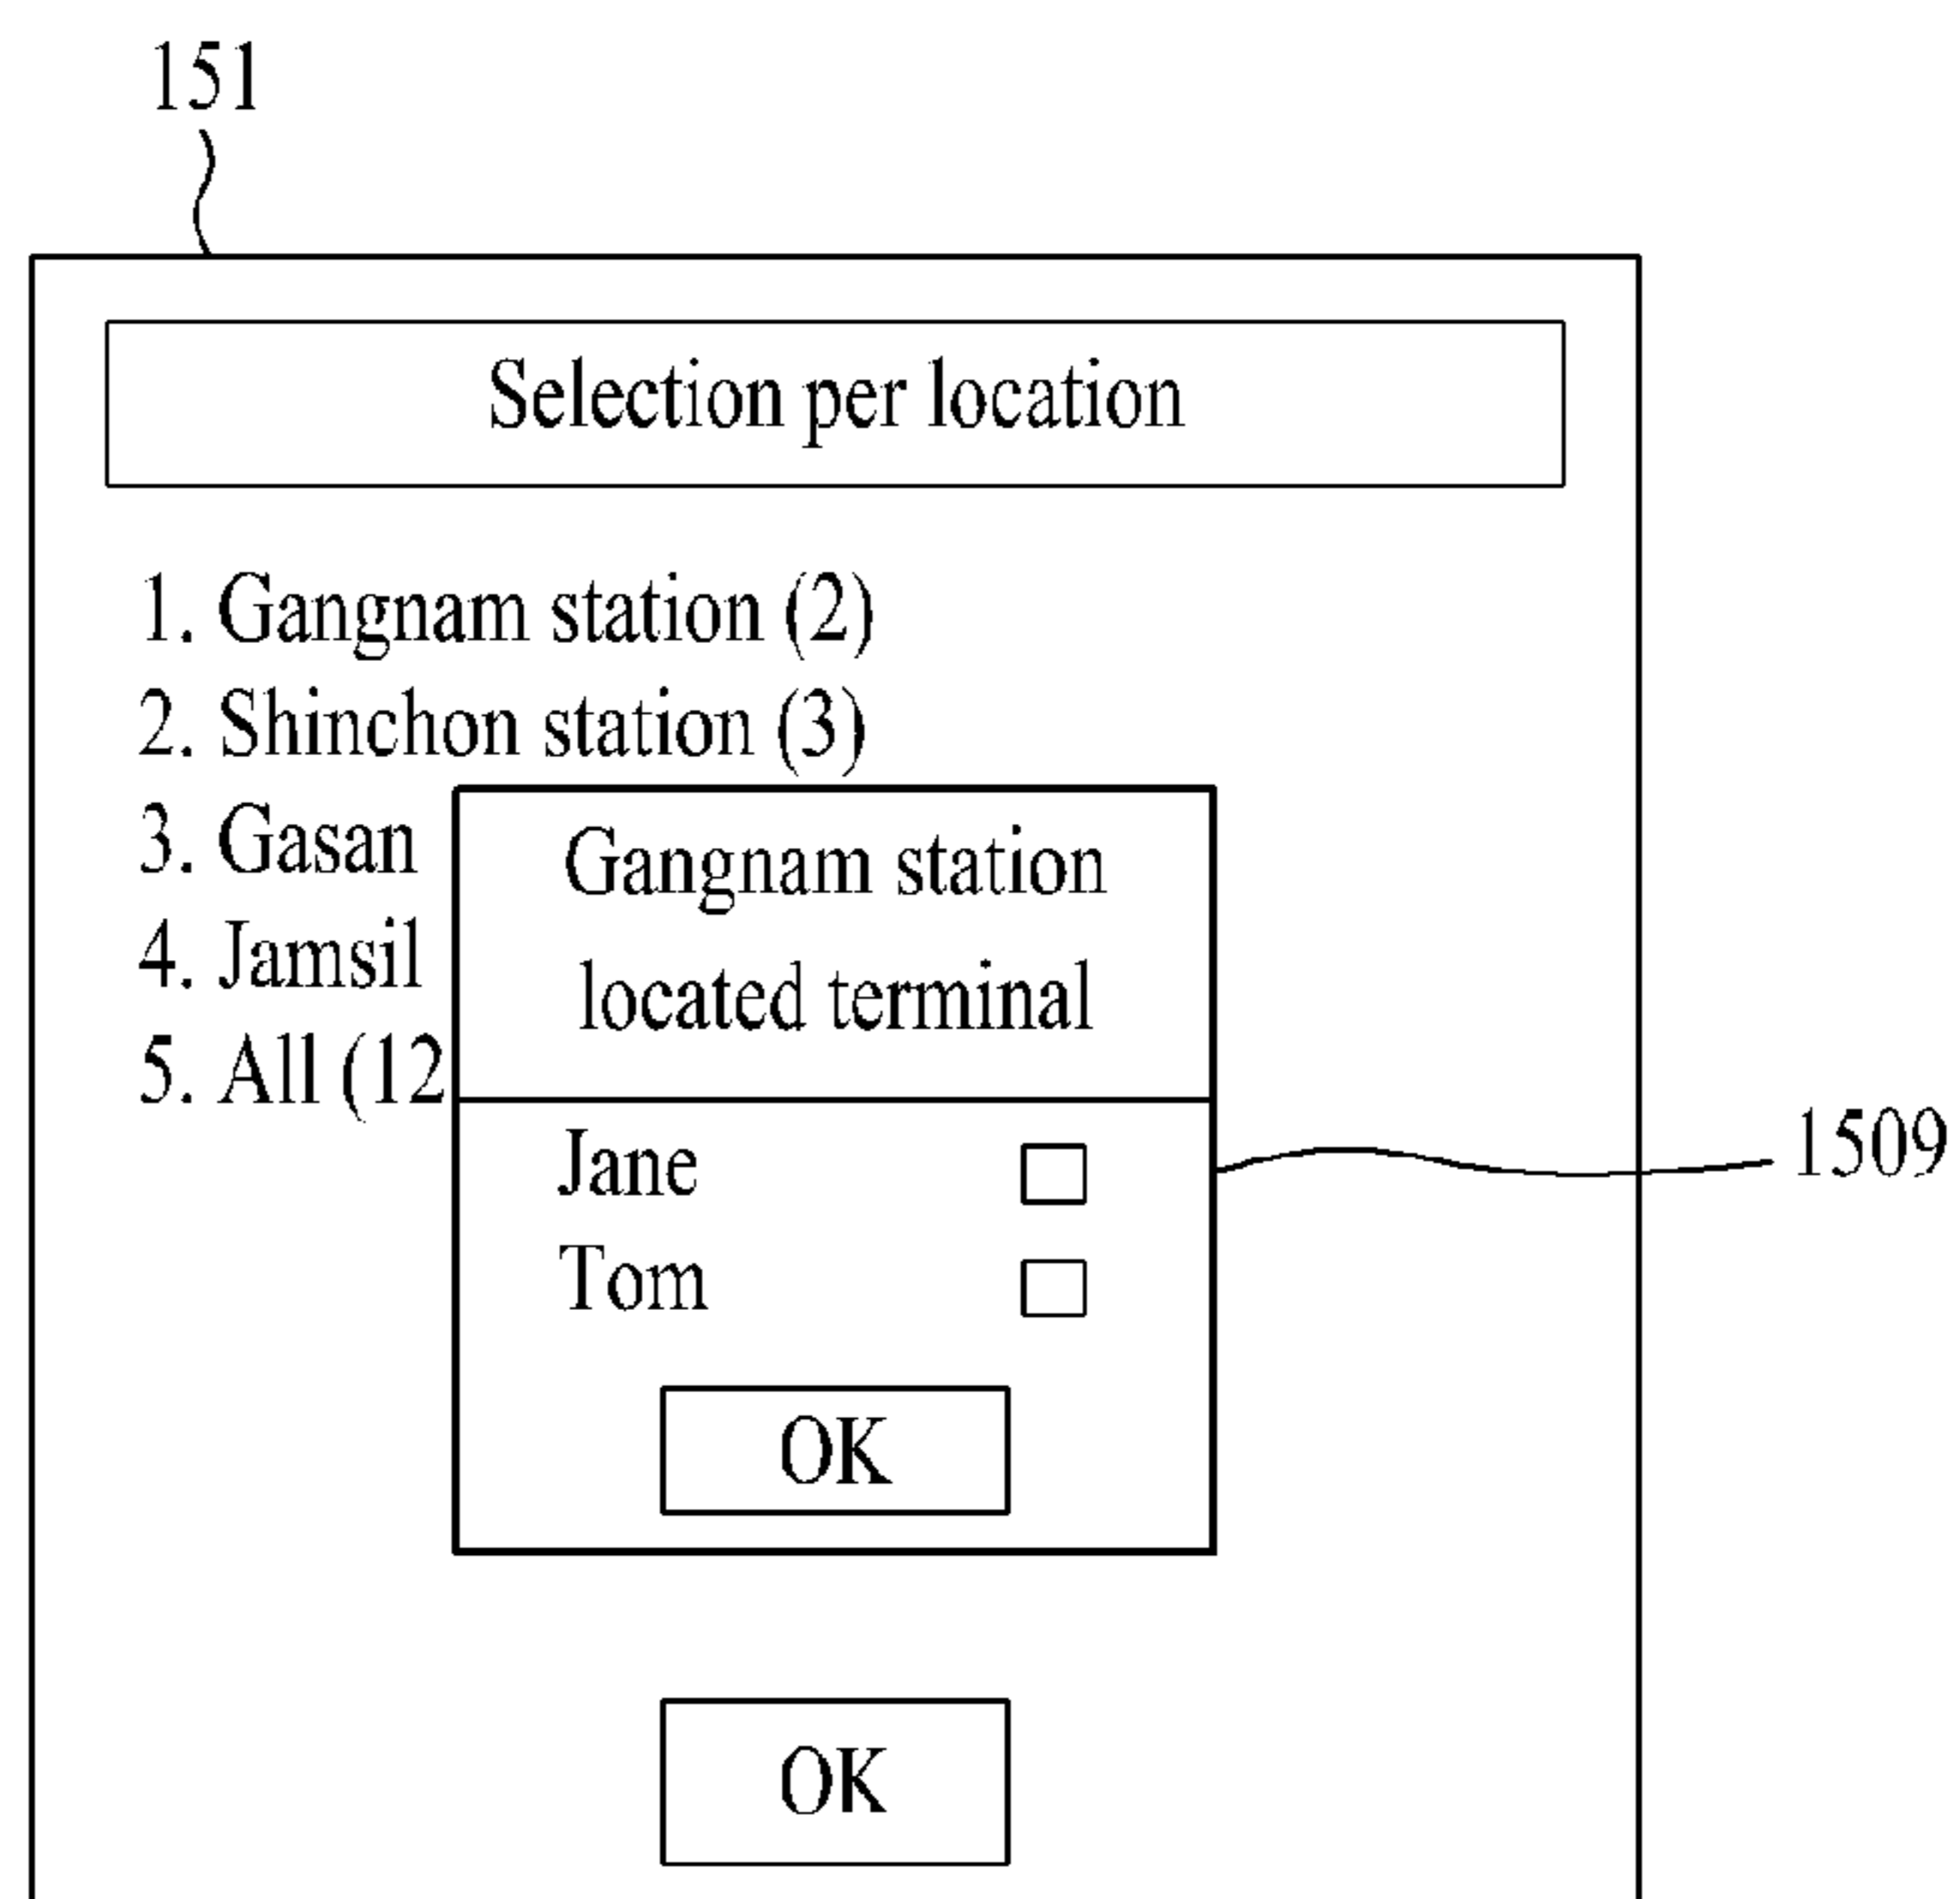 151
Selection per location
1. Gangnam station (2)
2. Shinchon station (3)
3. Gasan
4. Jamsil
5. All (12
Gangnam station
located terminal
Jane
Tom
OK
1509
OK